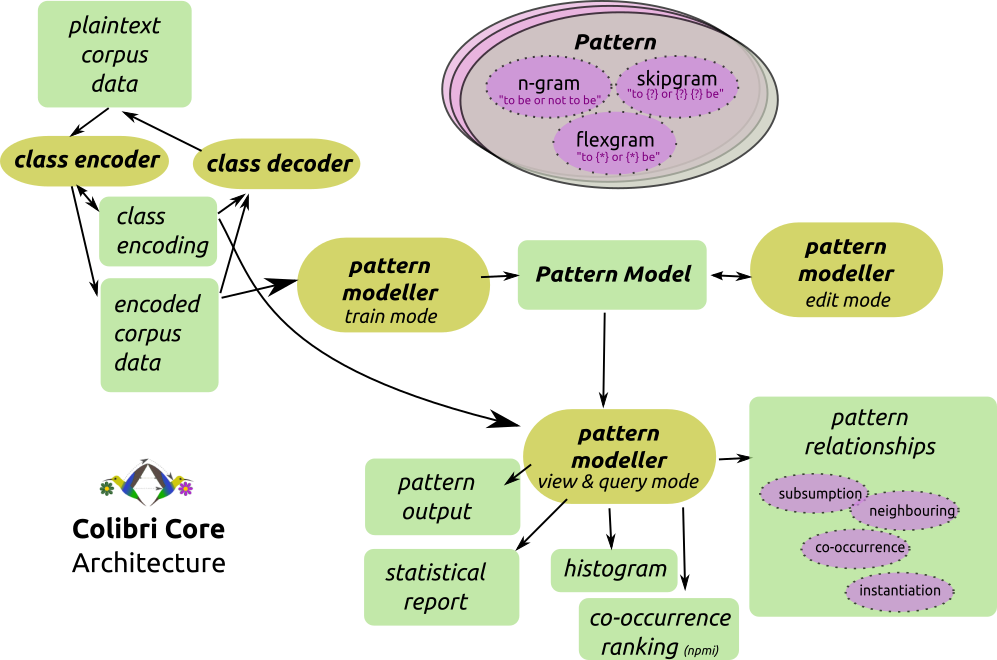 plaintext
corpus
data
Pattern
n-gram
"to be or not to be"
skipgram
"to {?} or {?} {?} be"
flexgram
"to {*} or {*} be"
class encoder
class decoder
class
encoding
encoded
corpus
data
pattern
modeller
train mode
Pattern Model
pattern
modeller
edit mode
pattern
modeller
view & query mode
pattern
relationships
subsumption
neighbouring
co-occurrence
instantiation
pattern
output
statistical
report
histogram
co-occurrence
ranking (npmi)
Colibri Core
Architecture